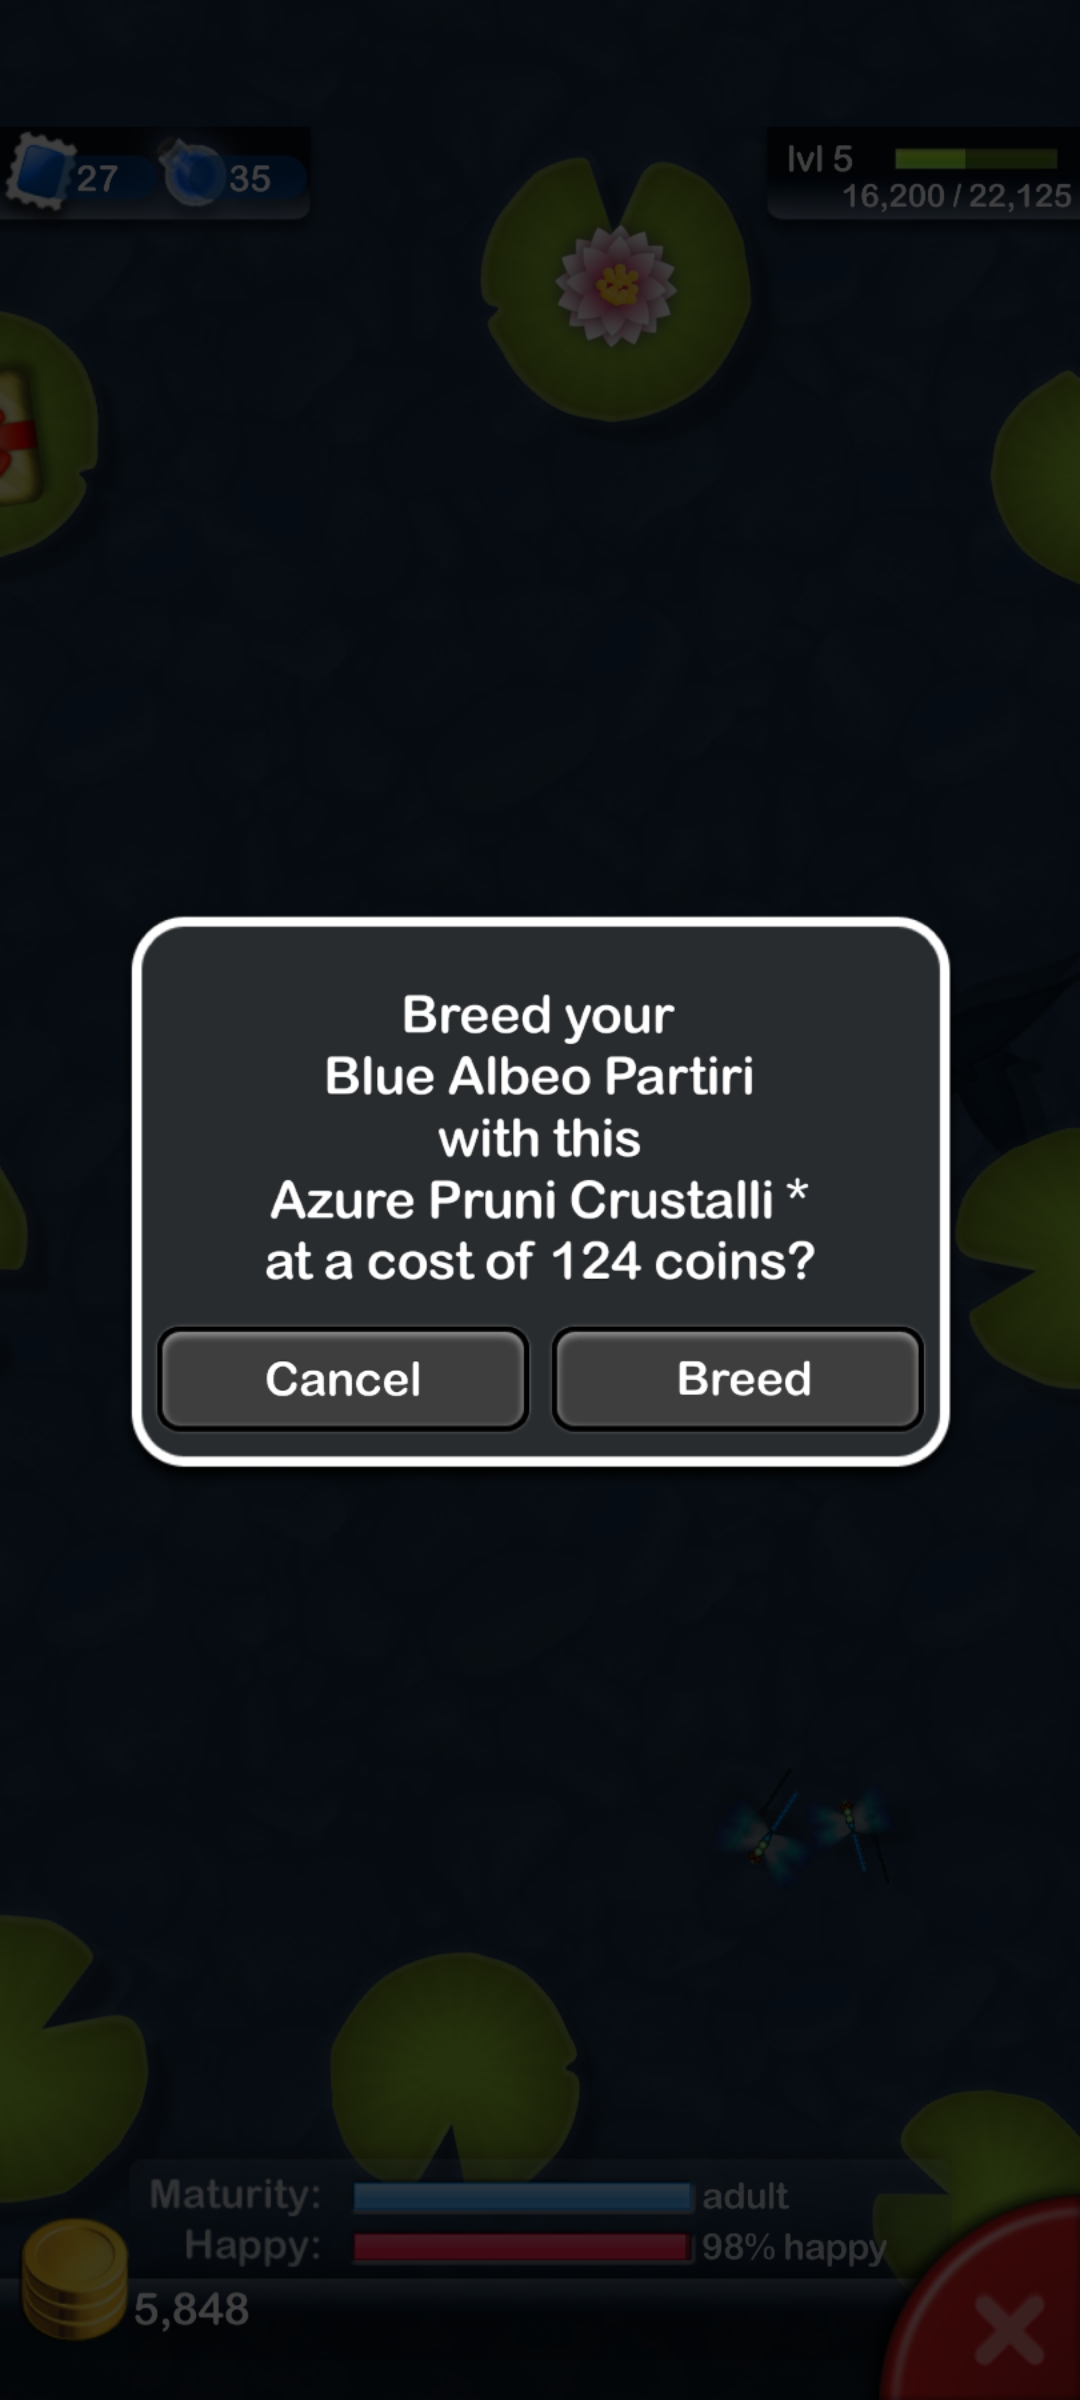 27
35
lvl 5
16,200 / 22,125
Breed your
Blue Albeo Partiri
with this
Azure Pruni Crustalli *
at a cost of 124 coins?
Cancel
Breed
Maturity: adult
Happy: 98% happy
5,848